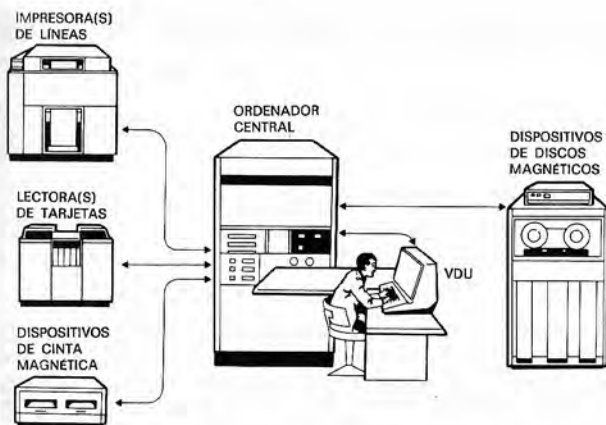 IMPRESORA(S)
DE LÍNEAS
LECTORA(S)
DE TARJETAS
DISPOSITIVOS
DE CINTA
MAGNÉTICA
ORDENADOR
CENTRAL
VDU
DISPOSITIVOS
DE DISCOS
MAGNÉTICOS